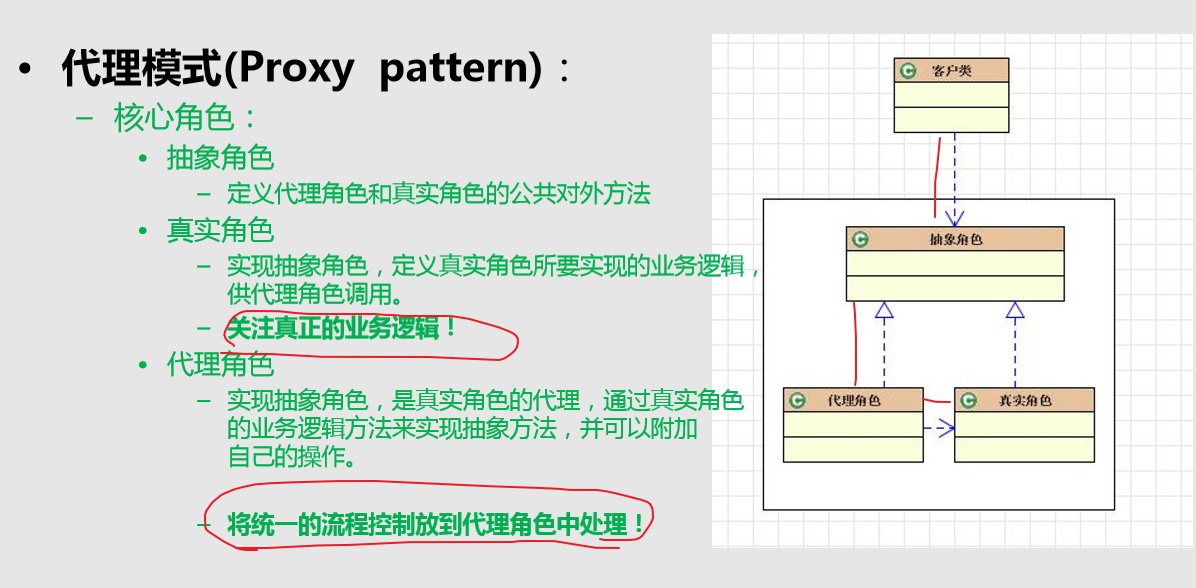 • 代理模式(Proxy pattern)：
– 核心角色：
• 抽象角色
– 定义代理角色和真实角色的公共对外方法
• 真实角色
– 实现抽象角色，定义真实角色所要实现的业务逻辑，
供代理角色调用。
– 关注真正的业务逻辑！
• 代理角色
– 实现抽象角色，是真实角色的代理，通过真实角色
的业务逻辑方法来实现抽象方法，并可以附加
自己的操作。
– 将统一的流程控制放到代理角色中处理！
C 客户类
C 抽象角色
C 代理角色
C 真实角色